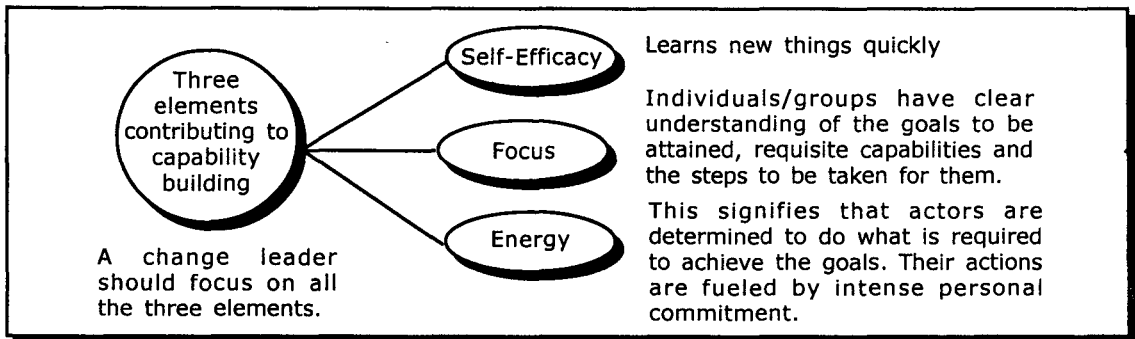 Three
elements
contributing to
capability
building
A change leader
should focus on all
the three elements.
Self-Efficacy
Learns new things quickly
Focus
Individuals/groups have clear
understanding of the goals to be
attained, requisite capabilities and
the steps to be taken for them.
Energy
This signifies that actors are
determined to do what is required
to achieve the goals. Their actions
are fueled by intense personal
commitment.